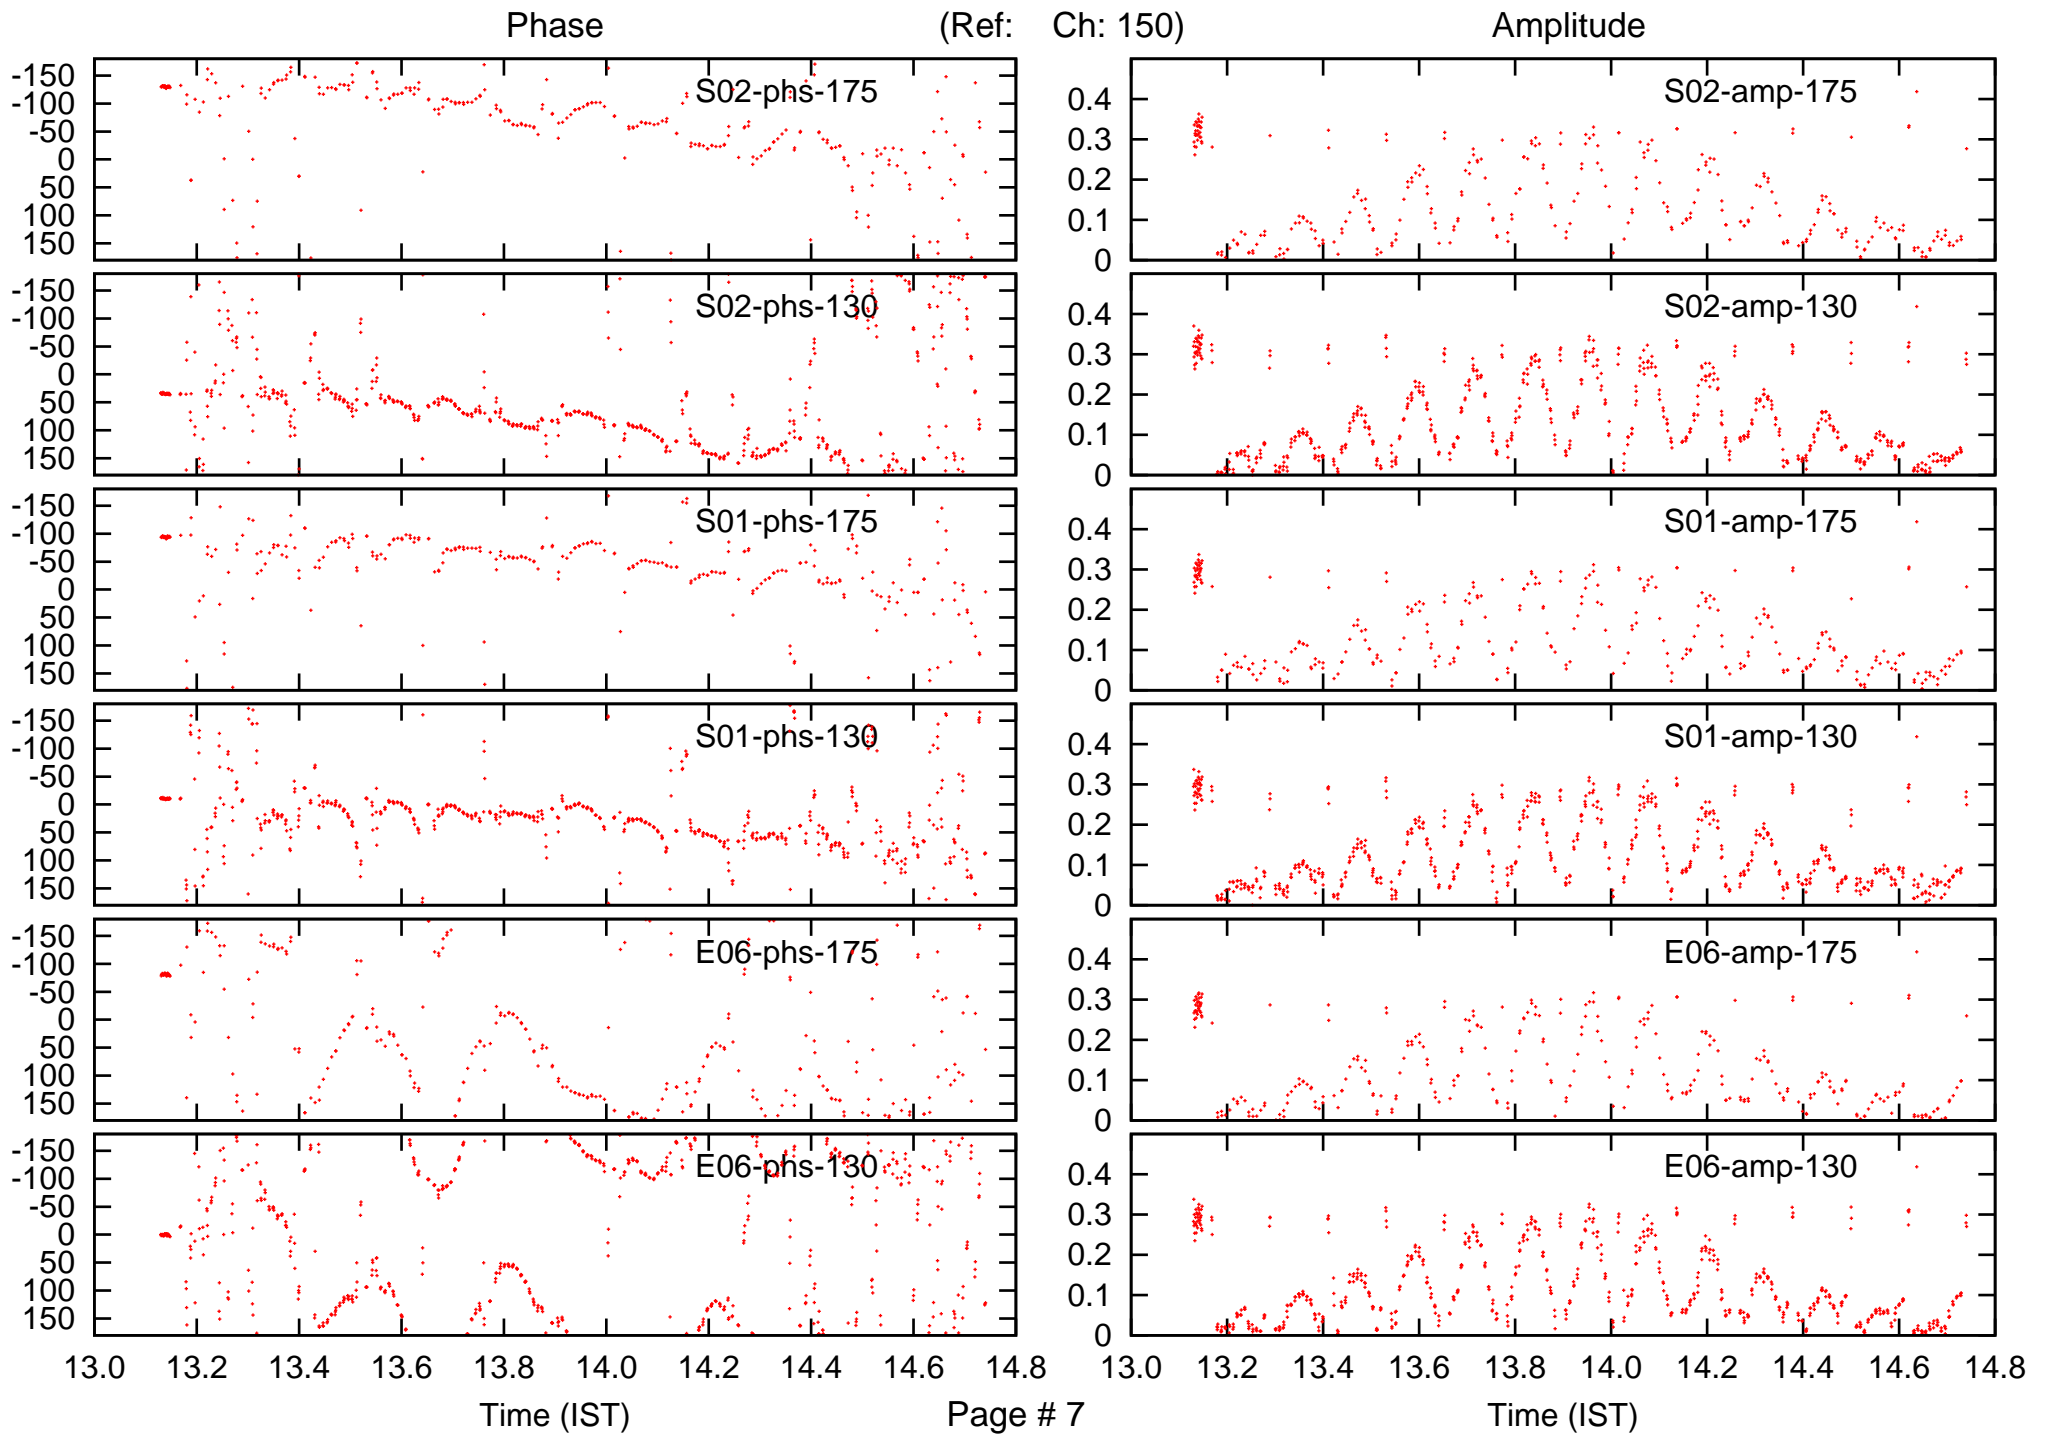 Phase (Ref: Ch: 150) Amplitude
-150 -100 -50 0 50 100 150 S02-phs-175
0.4 0.3 0.2 0.1 0 S02-amp-175
-150 -100 -50 0 50 100 150 S02-phs-130
0.4 0.3 0.2 0.1 0 S02-amp-130
-150 -100 -50 0 50 100 150 S01-phs-175
0.4 0.3 0.2 0.1 0 S01-amp-175
-150 -100 -50 0 50 100 150 S01-phs-130
0.4 0.3 0.2 0.1 0 S01-amp-130
-150 -100 -50 0 50 100 150 E06-phs-175
0.4 0.3 0.2 0.1 0 E06-amp-175
-150 -100 -50 0 50 100 150 E06-phs-130
0.4 0.3 0.2 0.1 0 E06-amp-130
13.0 13.2 13.4 13.6 13.8 14.0 14.2 14.4 14.6 14.8 13.0 13.2 13.4 13.6 13.8 14.0 14.2 14.4 14.6 14.8
Time (IST) Page # 7 Time (IST)